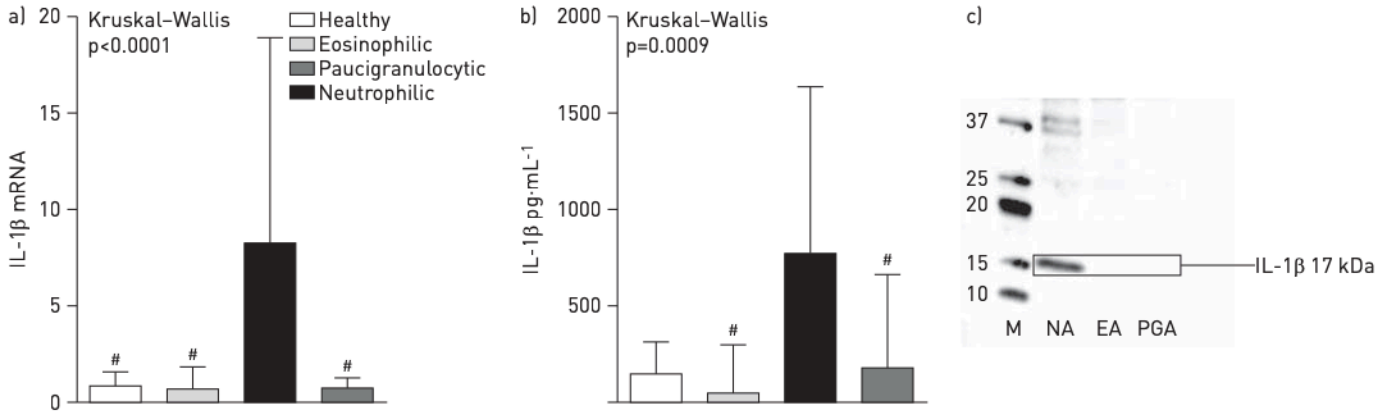 a)
20
15
10
5
0
IL-1β mRNA
Kruskal–Wallis
p<0.0001
Healthy
Eosinophilic
Paucigranulocytic
Neutrophilic
#
#
#
b)
2000
1500
1000
500
IL-1β pg·mL⁻¹
Kruskal–Wallis
p=0.0009
#
#
c)
37
25
20
15
10
IL-1β 17 kDa
M NA EA PGA